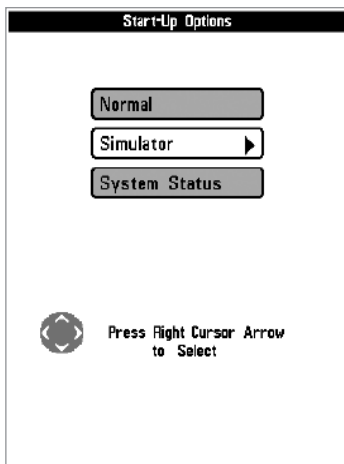 Start-Up Options
Normal
Simulator
System Status
Press Right Cursor Arrow
to Select